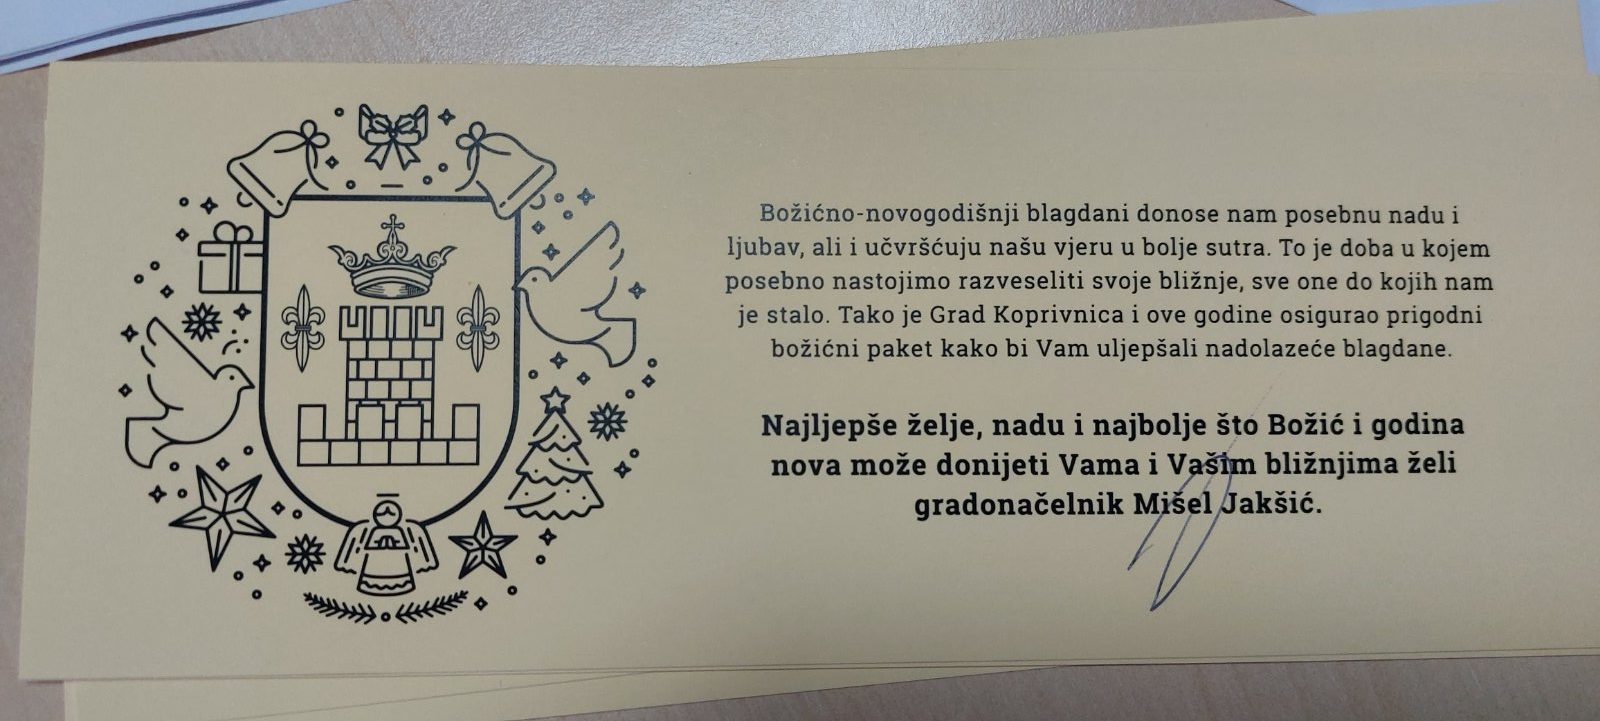 Božićno-novogodišnji blagdani donose nam posebnu nadu i
ljubav, ali i učvršćuju našu vjeru u bolje sutra. To je doba u kojem
posebno nastojimo razveseliti svoje bližnje, sve one do kojih nam
je stalo. Tako je Grad Koprivnica i ove godine osigurao prigodni
božićni paket kako bi Vam uljepšali nadolazeće blagdane.
Najljepše želje, nadu i najbolje što Božić i godina
nova može donijeti Vama i Vašim bližnjima želi
gradonačelnik Mišel Jakšić.